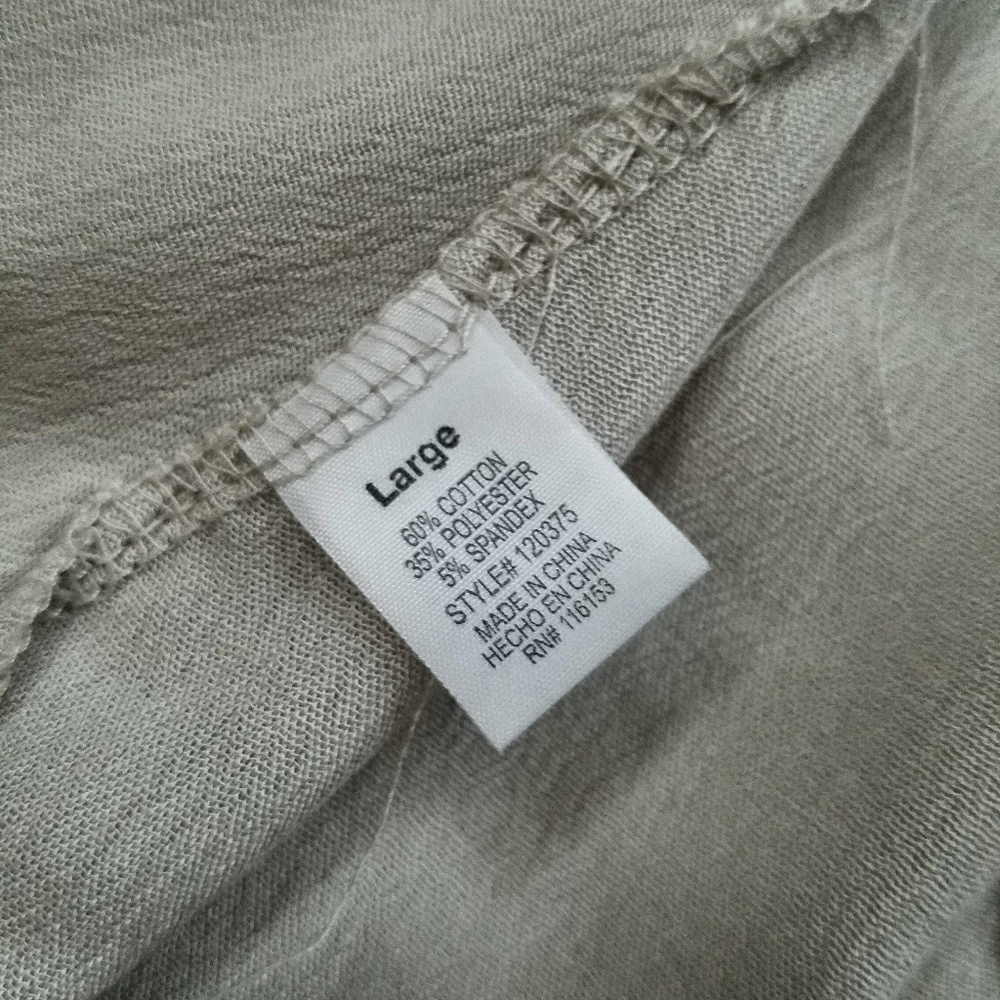 Large
60% COTTON
35% POLYESTER
5% SPANDEX
STYLE# 120375
MADE IN CHINA
HECHO EN CHINA
RN# 116153